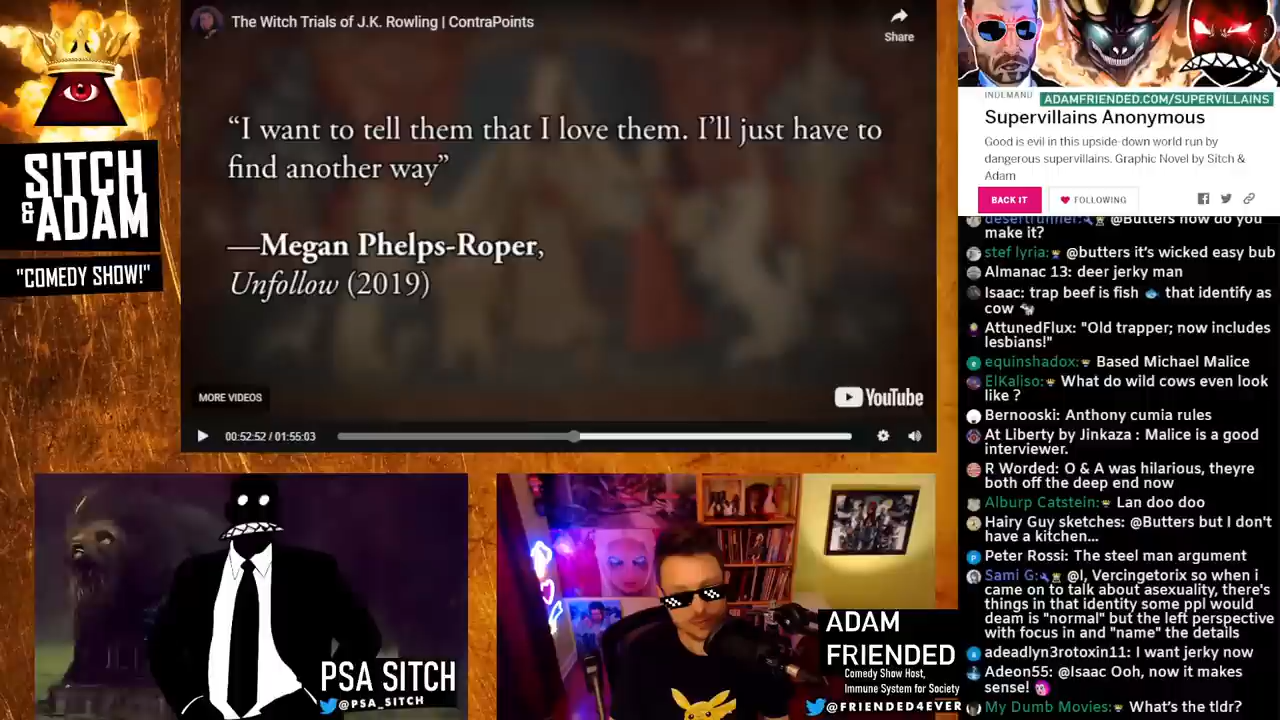 The Witch Trials of J.K. Rowling | ContraPoints
Share
“I want to tell them that I love them. I’ll just have to
find another way”
—Megan Phelps-Roper,
Unfollow (2019)
MORE VIDEOS
YouTube
00:52:52 / 01:55:03
SITCH
& ADAM
"COMEDY SHOW!"
PSA SITCH
@PSA_SITCH
ADAM
FRIENDED
Comedy Show Host,
Immune System for Society
@FRIENDED4EVER
INDEMAND
ADAMFRIENDED.COM/SUPERVILLAINS
Supervillains Anonymous
Good is evil in this upside-down world run by
dangerous supervillains. Graphic Novel by Sitch &
Adam
BACK IT
FOLLOWING
desertrunner: @Butters how do you
make it?
stef lyria: @butters it’s wicked easy bub
Almanac 13: deer jerky man
Isaac: trap beef is fish 🐟 that identify as
cow 🐄
AttunedFlux: "Old trapper; now includes
lesbians!"
equinshadox: Based Michael Malice
ElKaliso: What do wild cows even look
like ?
Bernooski: Anthony cumia rules
At Liberty by Jinkaza : Malice is a good
interviewer.
R Worded: O & A was hilarious, theyre
both off the deep end now
Alburp Catstein: Lan doo doo
Hairy Guy sketches: @Butters but I don't
have a kitchen...
Peter Rossi: The steel man argument
Sami G: @I, Vercingetorix so when i
came on to talk about asexuality, there's
things in that identity some ppl would
deam is "normal" but the left perspective
with focus in and "name" the details
adeadlyn3rotoxin11: I want jerky now
Adeon55: @Isaac Ooh, now it makes
sense!
My Dumb Movies: What's the tldr?